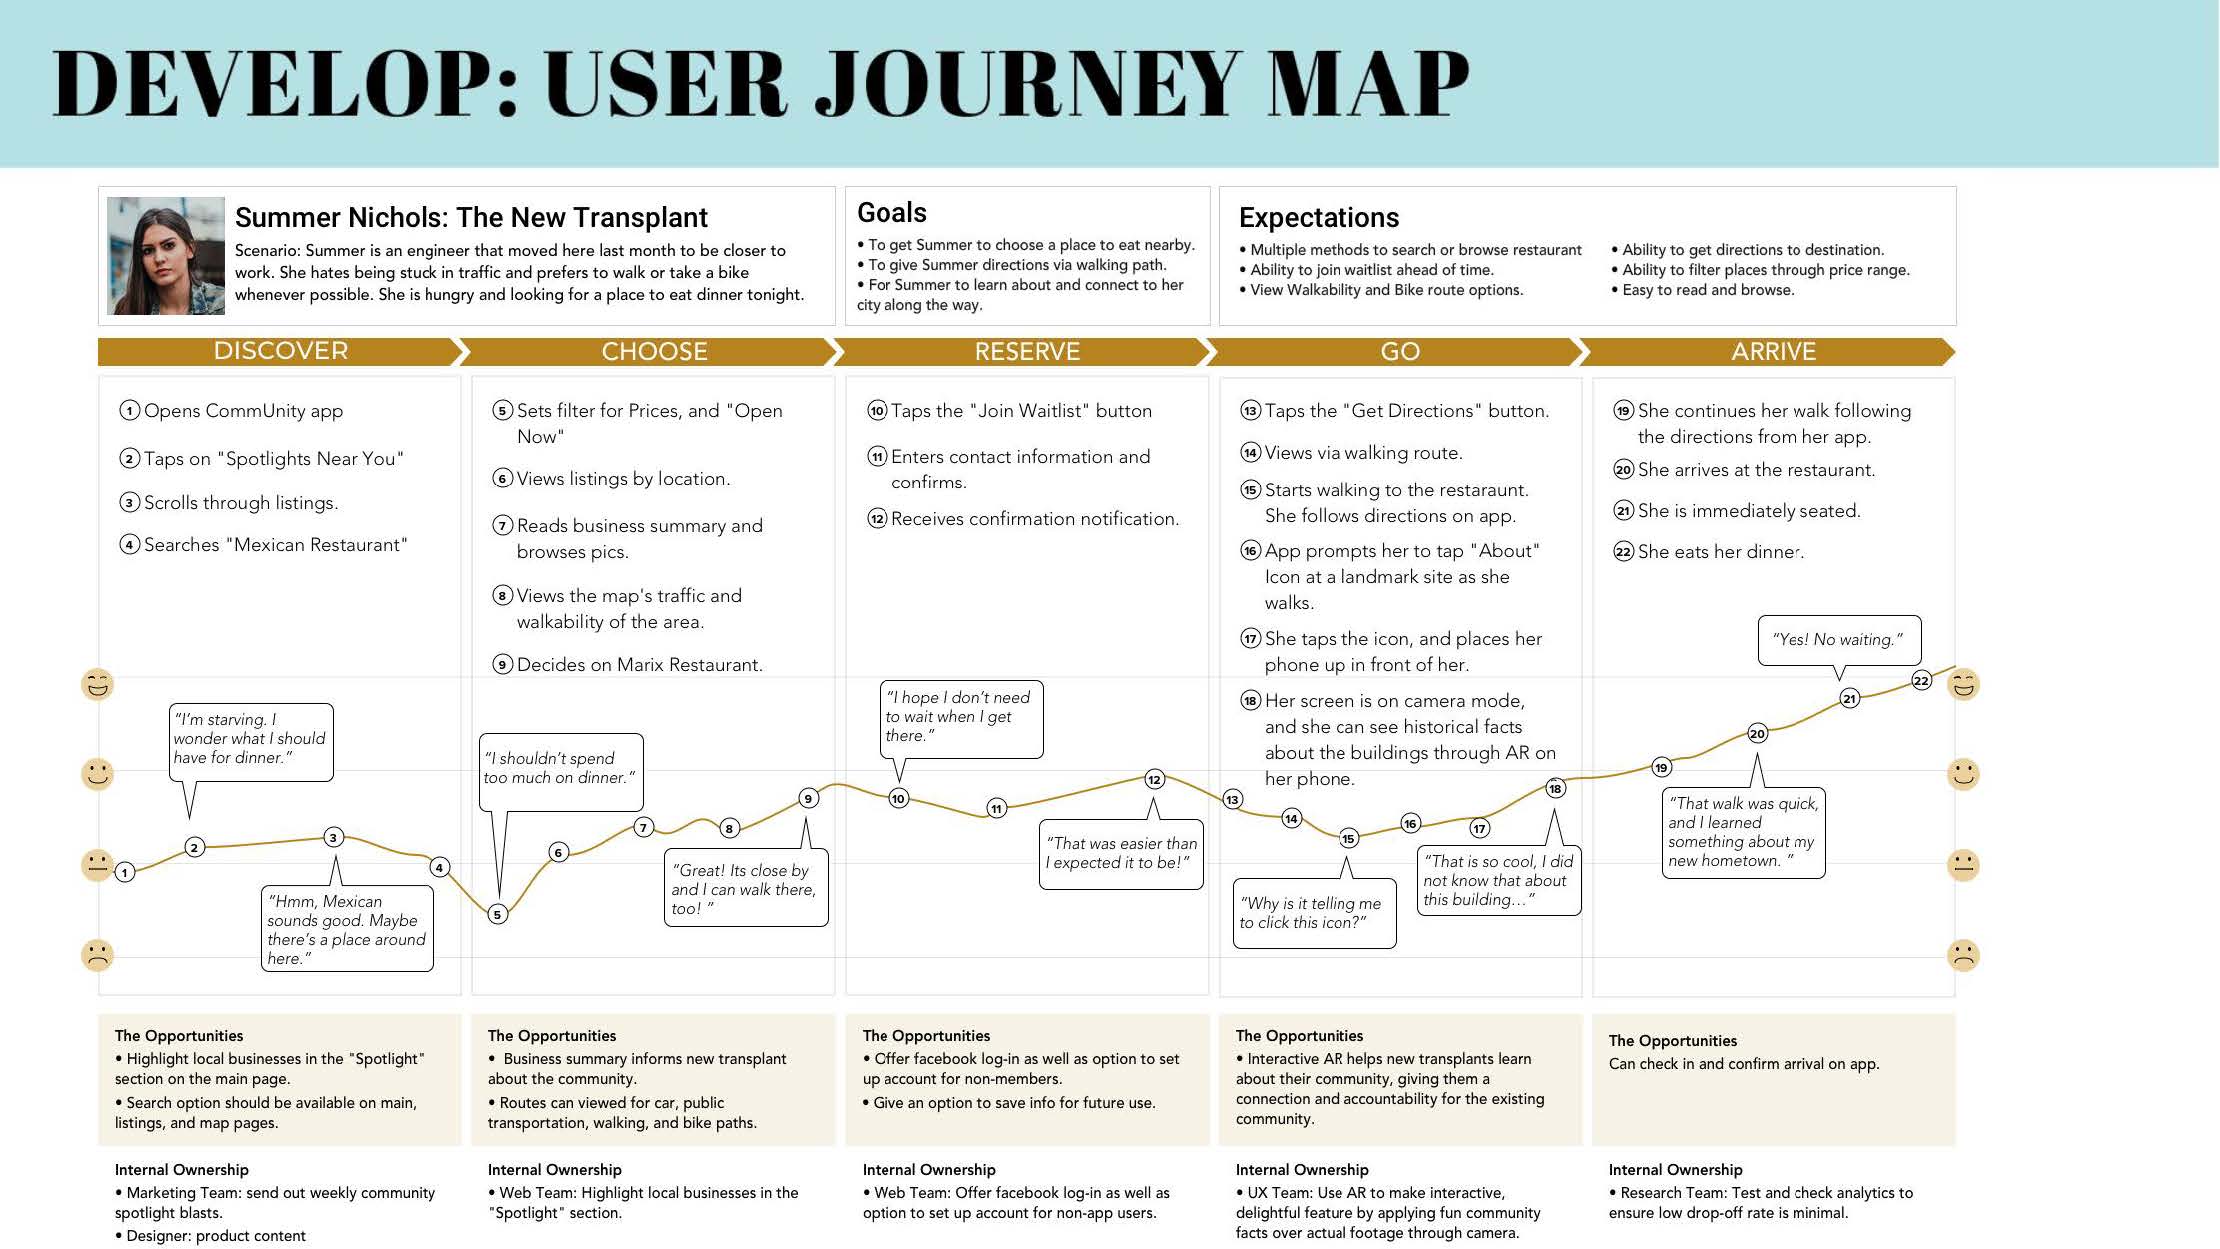 DEVELOP: USER JOURNEY MAP
Summer Nichols: The New Transplant
Scenario: Summer is an engineer that moved here last month to be closer to
work. She hates being stuck in traffic and prefers to walk or take a bike
whenever possible. She is hungry and looking for a place to eat dinner tonight.
Goals
• To get Summer to choose a place to eat nearby.
• To give Summer directions via walking path.
• For Summer to learn about and connect to her
city along the way.
Expectations
• Multiple methods to search or browse restaurant
• Ability to join waitlist ahead of time.
• View Walkability and Bike route options.
• Ability to get directions to destination.
• Ability to filter places through price range.
• Easy to read and browse.
DISCOVER
CHOOSE
RESERVE
GO
ARRIVE
1 Opens CommUnity app
2 Taps on "Spotlights Near You"
3 Scrolls through listings.
4 Searches "Mexican Restaurant"
5 Sets filter for Prices, and "Open
Now"
6 Views listings by location.
7 Reads business summary and
browses pics.
8 Views the map's traffic and
walkability of the area.
9 Decides on Marix Restaurant.
10 Taps the "Join Waitlist" button
11 Enters contact information and
confirms.
12 Receives confirmation notification.
13 Taps the "Get Directions" button.
14 Views via walking route.
15 Starts walking to the restaraunt.
She follows directions on app.
16 App prompts her to tap "About"
Icon at a landmark site as she
walks.
17 She taps the icon, and places her
phone up in front of her.
18 Her screen is on camera mode,
and she can see historical facts
about the buildings through AR on
her phone.
19 She continues her walk following
the directions from her app.
20 She arrives at the restaurant.
21 She is immediately seated.
22 She eats her dinner.
“I’m starving. I
wonder what I should
have for dinner.”
“Hmm, Mexican
sounds good. Maybe
there’s a place around
here.”
“I shouldn’t spend
too much on dinner.”
“Great! Its close by
and I can walk there,
too! ”
“I hope I don’t need
to wait when I get
there.”
“That was easier than
I expected it to be!”
“Why is it telling me
to click this icon?”
“That is so cool, I did
not know that about
this building...”
“That walk was quick,
and I learned
something about my
new hometown. ”
“Yes! No waiting.”
1
2
3
4
5
6
7
8
9
10
11
12
13
14
15
16
17
18
19
20
21
22
The Opportunities
• Highlight local businesses in the "Spotlight"
section on the main page.
• Search option should be available on main,
listings, and map pages.
The Opportunities
• Business summary informs new transplant
about the community.
• Routes can viewed for car, public
transportation, walking, and bike paths.
The Opportunities
• Offer facebook log-in as well as option to set
up account for non-members.
• Give an option to save info for future use.
The Opportunities
• Interactive AR helps new transplants learn
about their community, giving them a
connection and accountability for the existing
community.
The Opportunities
Can check in and confirm arrival on app.
Internal Ownership
• Marketing Team: send out weekly community
spotlight blasts.
• Designer: product content
Internal Ownership
• Web Team: Highlight local businesses in the
"Spotlight" section.
Internal Ownership
• Web Team: Offer facebook log-in as well as
option to set up account for non-app users.
Internal Ownership
• UX Team: Use AR to make interactive,
delightful feature by applying fun community
facts over actual footage through camera.
Internal Ownership
• Research Team: Test and check analytics to
ensure low drop-off rate is minimal.